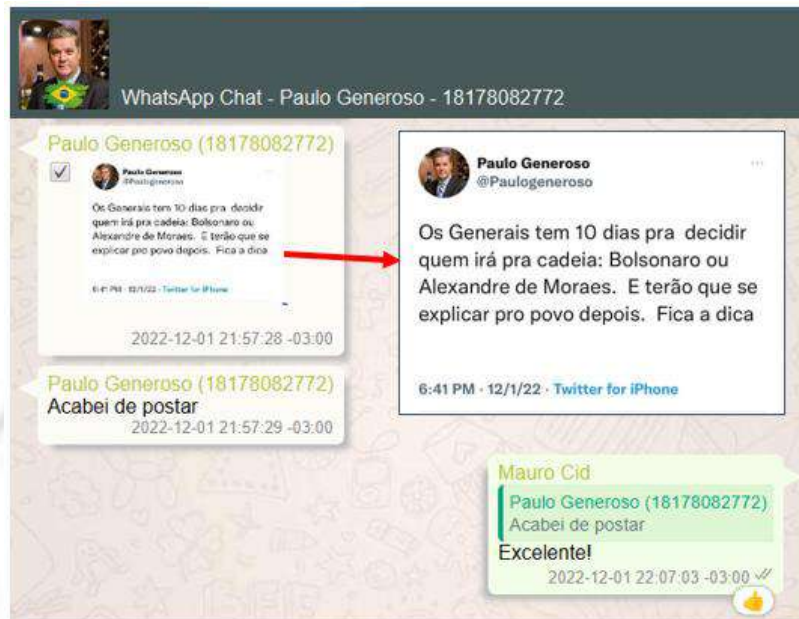 WhatsApp Chat - Paulo Generoso - 18178082772
Paulo Generoso (18178082772)
Paulo Generoso
@Paulogeneroso
Os Generais tem 10 dias pra decidir
quem irá pra cadeia: Bolsonaro ou
Alexandre de Moraes. E terão que se
explicar pro povo depois. Fica a dica
6:41 PM · 12/1/22 · Twitter for iPhone
2022-12-01 21:57:28 -03:00
Paulo Generoso
@Paulogeneroso
Os Generais tem 10 dias pra decidir
quem irá pra cadeia: Bolsonaro ou
Alexandre de Moraes. E terão que se
explicar pro povo depois. Fica a dica
6:41 PM · 12/1/22 · Twitter for iPhone
Paulo Generoso (18178082772)
Acabei de postar
2022-12-01 21:57:29 -03:00
Mauro Cid
Paulo Generoso (18178082772)
Acabei de postar
Excelente!
2022-12-01 22:07:03 -03:00